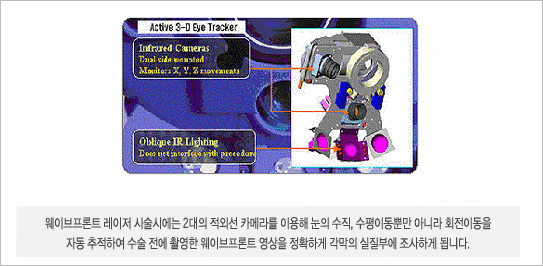 Active 3-D Eye Tracker
Infrared Cameras
Dual side mounted
Monitors X, Y, Z movements
Oblique IR Lighting
Does not interfere with procedure
웨이브프론트 레이저 시술시에는 2대의 적외선 카메라를 이용해 눈의 수직, 수평이동뿐만 아니라 회전이동을
자동 추적하여 수술 전에 촬영한 웨이브프론트 영상을 정확하게 각막의 실질부에 조사하게 됩니다.